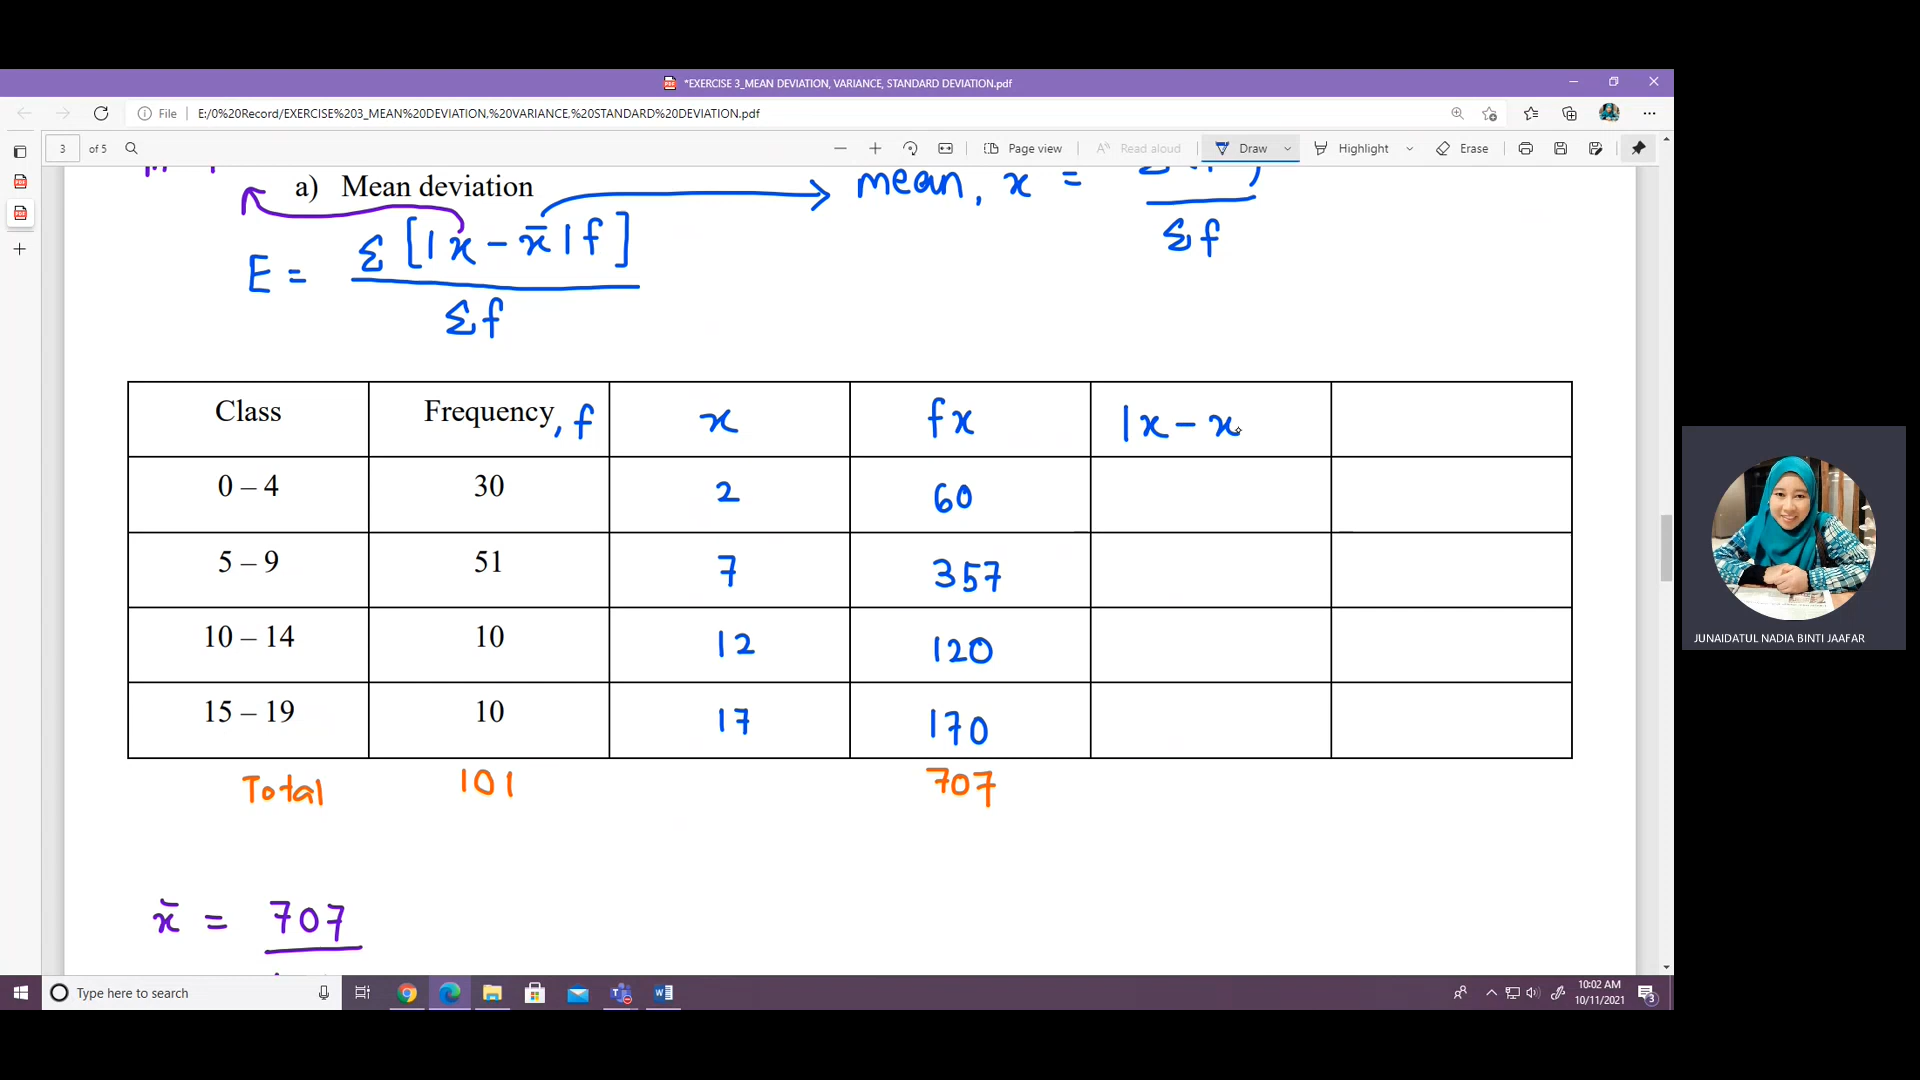 *EXERCISE 3_MEAN DEVIATION, VARIANCE, STANDARD DEVIATION.pdf
File E:/0%20Record/EXERCISE%203_MEAN%20DEVIATION,%20VARIANCE,%20STANDARD%20DEVIATION.pdf
3 of 5 Page view Read aloud Draw Highlight Erase
a) Mean deviation
mean, x =
Σf
E = Σ[|x - x̄|f]
Σf
Class Frequency, f x fx |x - x
0 – 4 30 2 60
5 – 9 51 7 357
10 – 14 10 12 120
15 – 19 10 17 170
Total 101 707
x̄ = 707
JUNAIDATUL NADIA BINTI JAAFAR
Type here to search
10:02 AM
10/11/2021
3